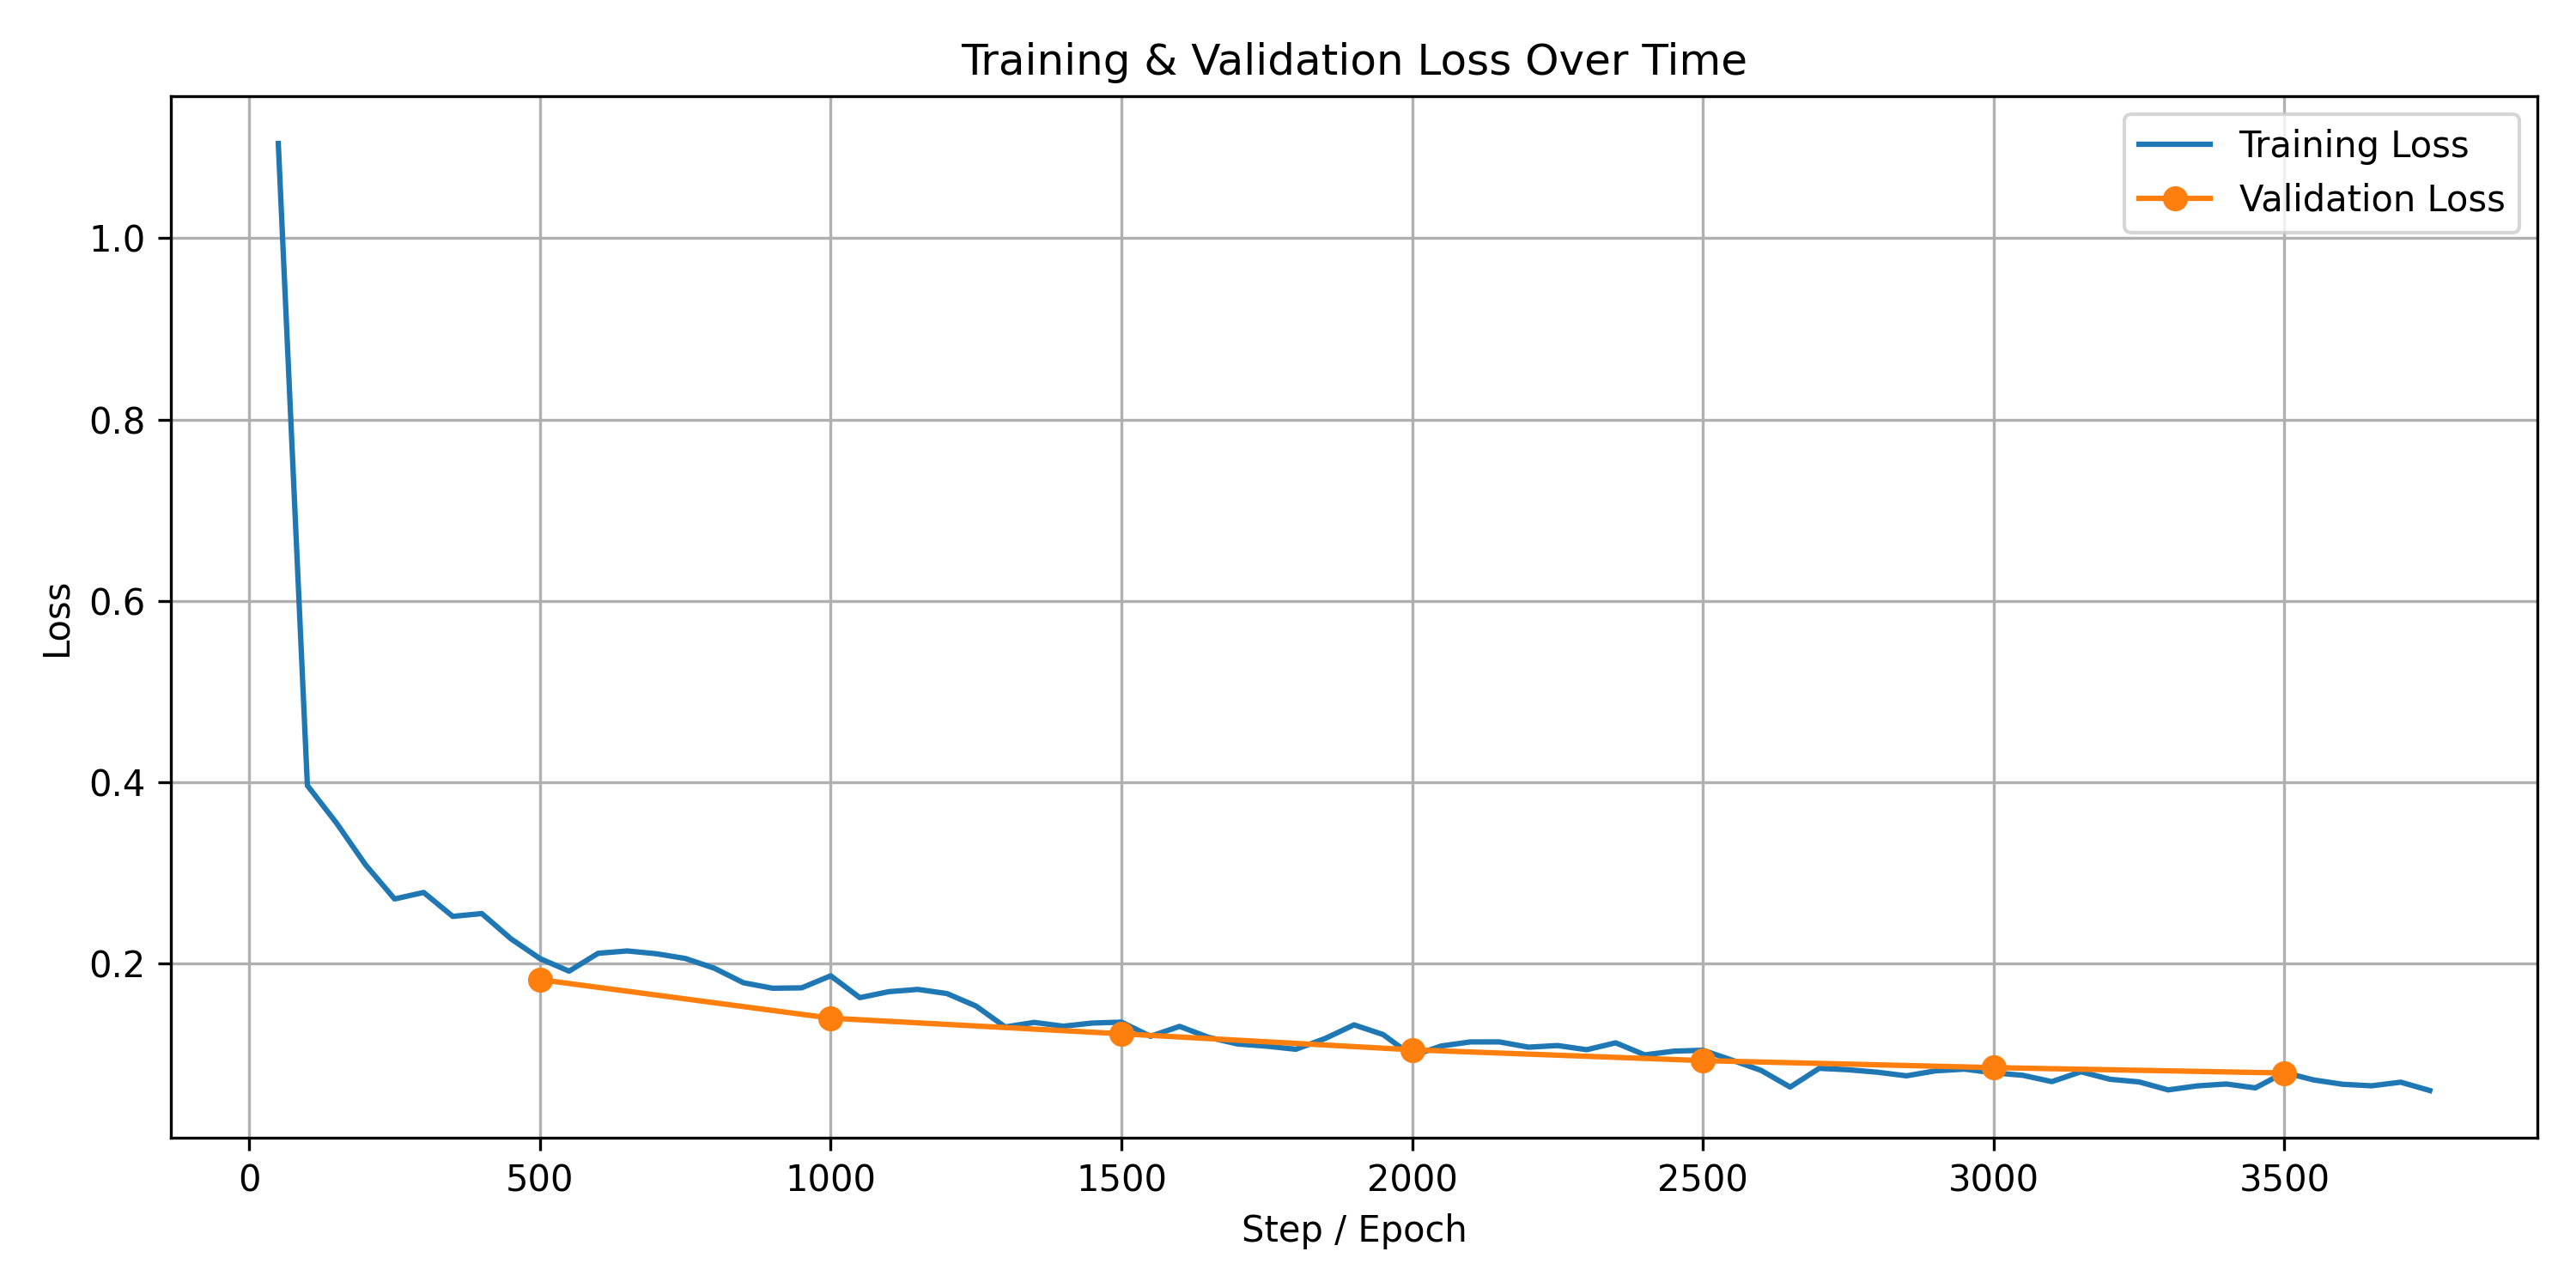 Training & Validation Loss Over Time
Training Loss
Validation Loss
1.0
0.8
0.6
0.4
0.2
Loss
0 500 1000 1500 2000 2500 3000 3500
Step / Epoch